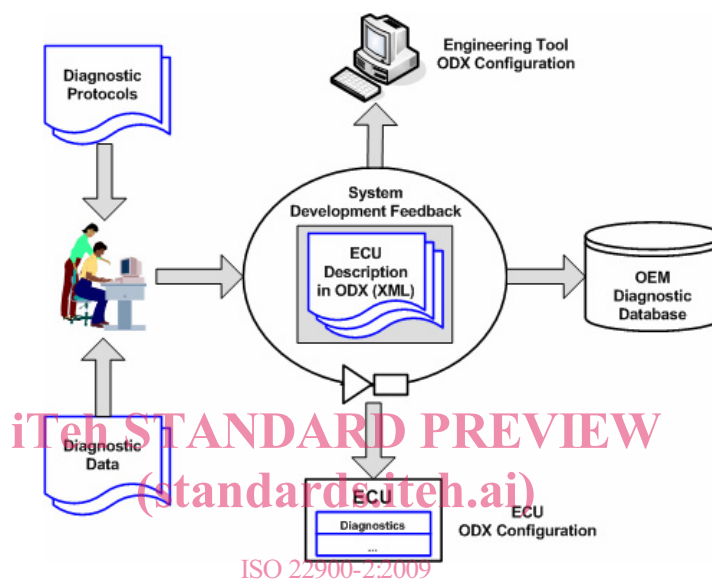 Diagnostic
Protocols
Engineering Tool
ODX Configuration
System
Development Feedback
ECU
Description
in ODX (XML)
OEM
Diagnostic
Database
iTeh STANDARD PREVIEW
Diagnostic
Data
(standards.iteh.ai)
ECU
Diagnostics
...
ECU
ODX Configuration
ISO 22900-2:2009